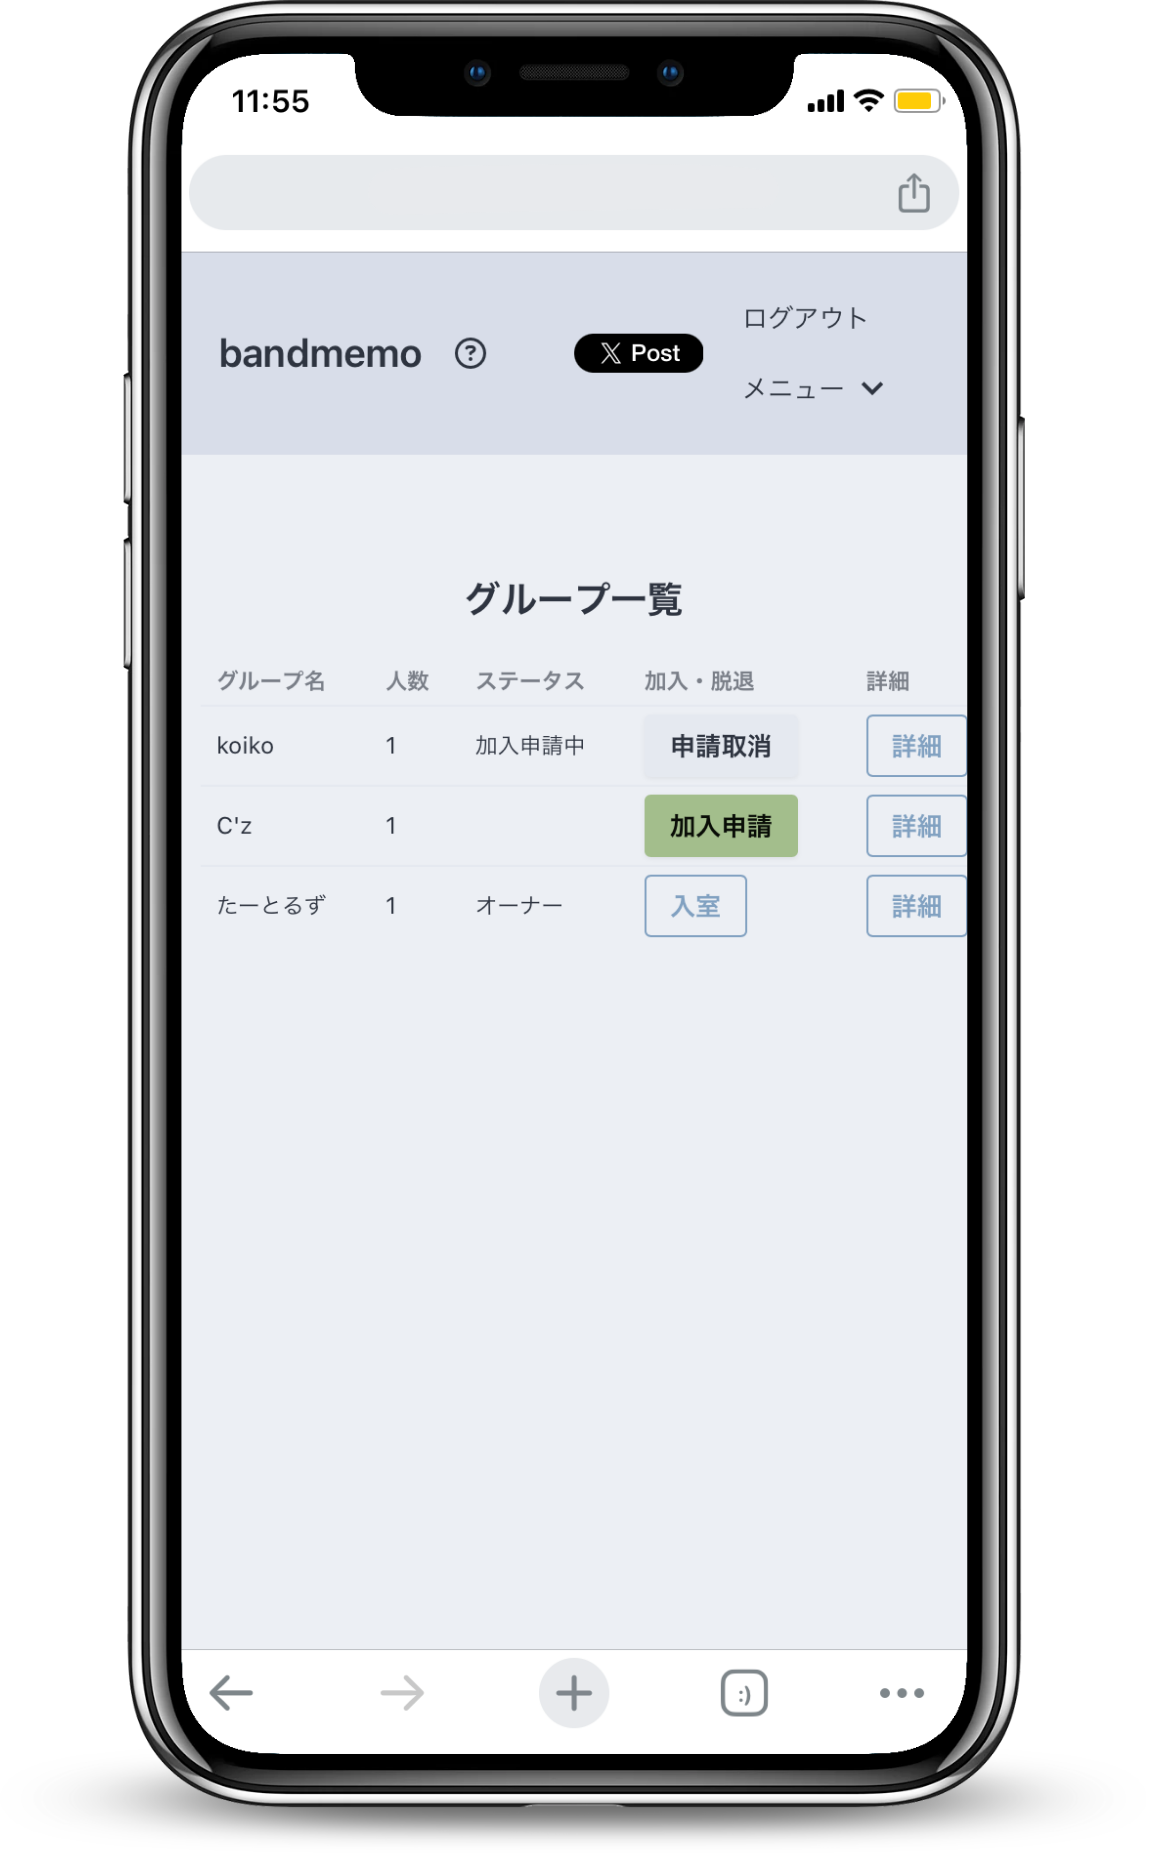 11:55
bandmemo ? X Post ログアウト
メニュー
グループ一覧
グループ名 人数 ステータス 加入・脱退 詳細
koiko 1 加入申請中 申請取消 詳細
C'z 1 加入申請 詳細
たーとるず 1 オーナー 入室 詳細
:)